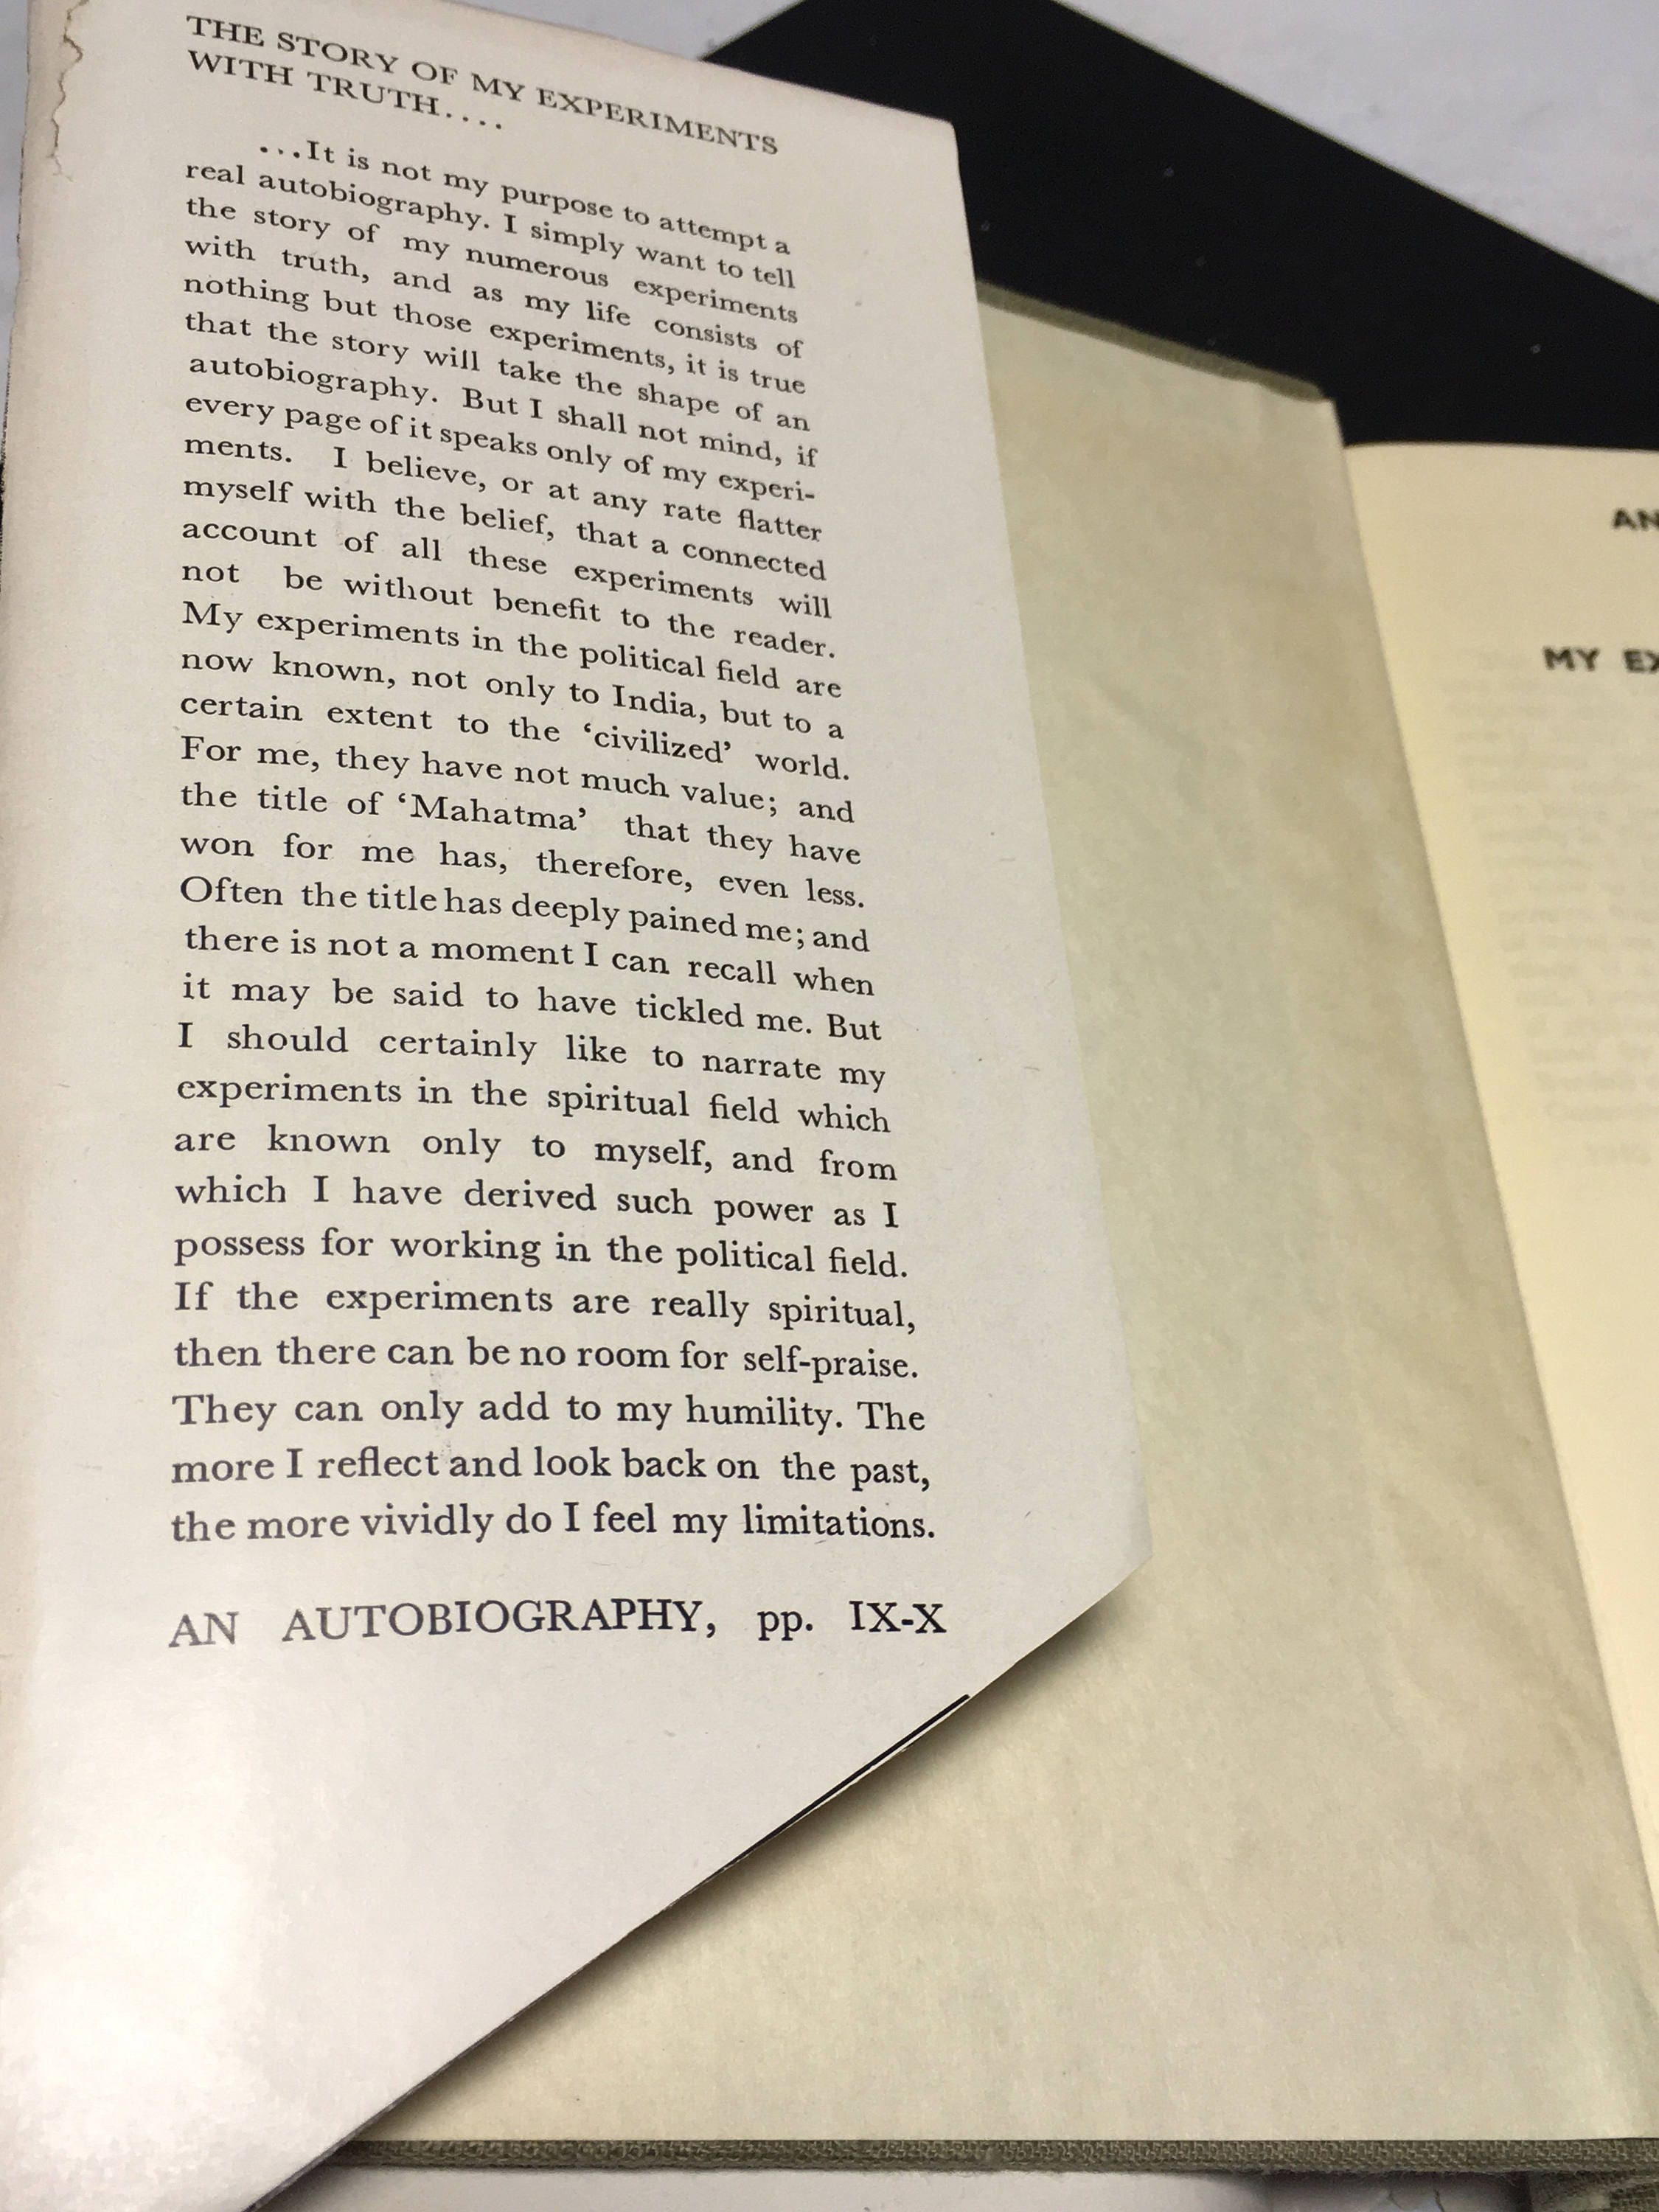 THE STORY OF MY EXPERIMENTS
WITH TRUTH....
...It is not my purpose to attempt a
real autobiography. I simply want to tell
the story of my numerous experiments
with truth, and as my life consists of
nothing but those experiments, it is true
that the story will take the shape of an
autobiography. But I shall not mind, if
every page of it speaks only of my experi-
ments. I believe, or at any rate flatter
myself with the belief, that a connected
account of all these experiments will
not be without benefit to the reader.
My experiments in the political field are
now known, not only to India, but to a
certain extent to the ‘civilized’ world.
For me, they have not much value; and
the title of ‘Mahatma’ that they have
won for me has, therefore, even less.
Often the title has deeply pained me; and
there is not a moment I can recall when
it may be said to have tickled me. But
I should certainly like to narrate my
experiments in the spiritual field which
are known only to myself, and from
which I have derived such power as I
possess for working in the political field.
If the experiments are really spiritual,
then there can be no room for self-praise.
They can only add to my humility. The
more I reflect and look back on the past,
the more vividly do I feel my limitations.
AN AUTOBIOGRAPHY, pp. IX-X
AN
MY EX